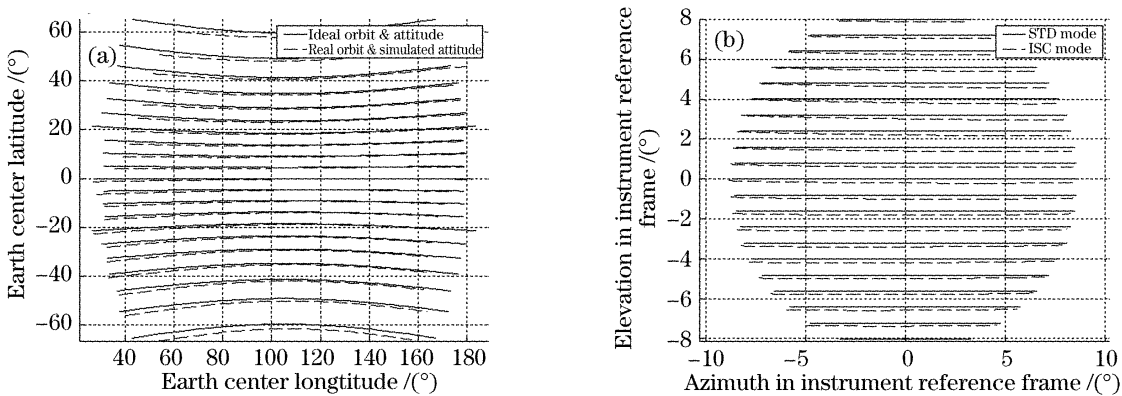 (a)
Ideal orbit & attitude
Real orbit & simulated attitude
60
40
20
0
-20
-40
-60
Earth center latitude /(°)
40 60 80 100 120 140 160 180
Earth center longtitude /(°)
(b)
STD mode
ISC mode
8
6
4
2
0
-2
-4
-6
-8
Elevation in instrument reference
frame /(°)
-10 -5 0 5 10
Azimuth in instrument reference frame /(°)